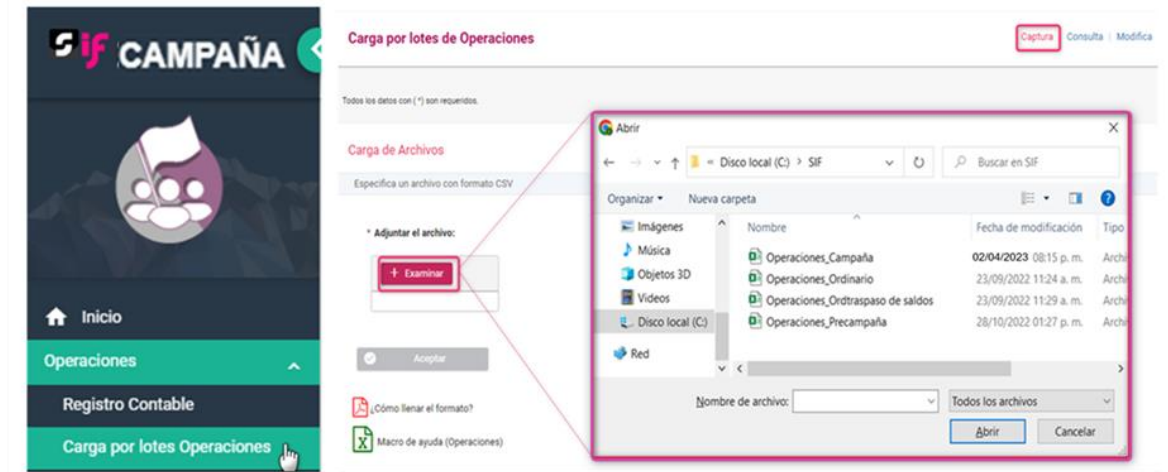 sif CAMPAÑA
Inicio
Operaciones
Registro Contable
Carga por lotes Operaciones
Carga por lotes de Operaciones
Captura Consulta | Modifica
Todos los datos con ( *) son requeridos.
Carga de Archivos
Especifica un archivo con formato CSV
* Adjuntar el archivo:
+ Examinar
Aceptar
¿Cómo llenar el formato?
Macro de ayuda (Operaciones)
Abrir
Disco local (C:) > SIF
Buscar en SIF
Organizar
Nueva carpeta
Imágenes
Música
Objetos 3D
Videos
Disco local (C:)
Red
Nombre Fecha de modificación Tipo
Operaciones_Campaña 02/04/2023 08:15 p. m. Archi
Operaciones_Ordinario 23/09/2022 11:24 a. m. Archi
Operaciones_Ordtraspaso de saldos 23/09/2022 11:29 a. m. Archi
Operaciones_Precampaña 28/10/2022 01:27 p. m. Archi
Nombre de archivo:
Todos los archivos
Abrir
Cancelar